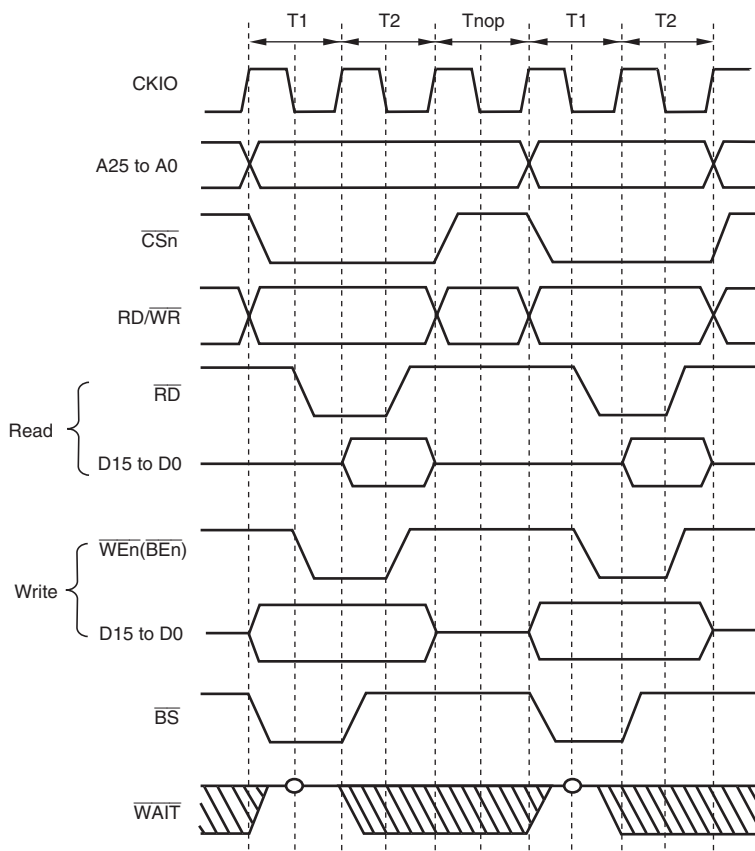 T1 T2 Tnop T1 T2
CKIO
A25 to A0
CSn
RD/WR
RD
Read
D15 to D0
WEn(BEn)
Write
D15 to D0
BS
WAIT